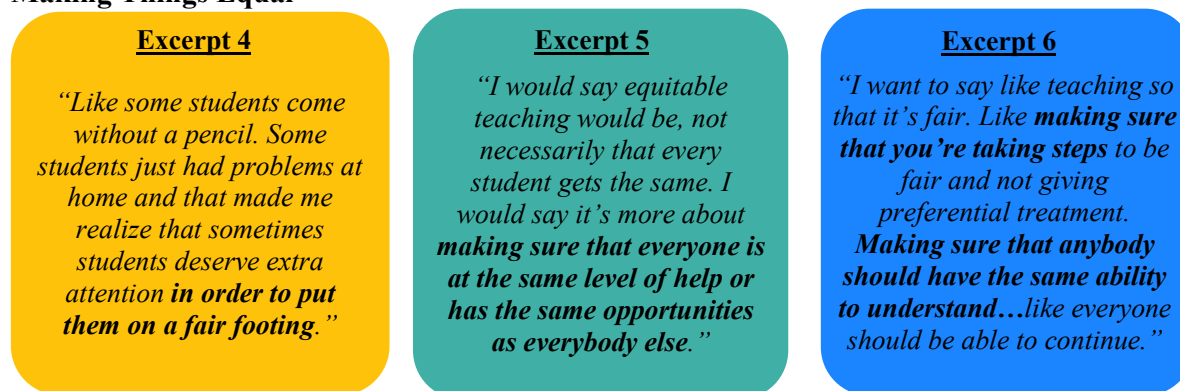 Making Things Equal
Excerpt 4
“Like some students come
without a pencil. Some
students just had problems at
home and that made me
realize that sometimes
students deserve extra
attention in order to put
them on a fair footing.”
Excerpt 5
“I would say equitable
teaching would be, not
necessarily that every
student gets the same. I
would say it’s more about
making sure that everyone is
at the same level of help or
has the same opportunities
as everybody else.”
Excerpt 6
“I want to say like teaching so
that it’s fair. Like making sure
that you’re taking steps to be
fair and not giving
preferential treatment.
Making sure that anybody
should have the same ability
to understand…like everyone
should be able to continue.”